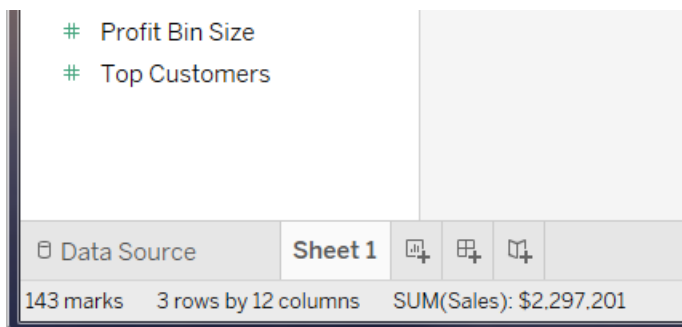 # Profit Bin Size
# Top Customers
Data Source Sheet 1
143 marks 3 rows by 12 columns SUM(Sales): $2,297,201